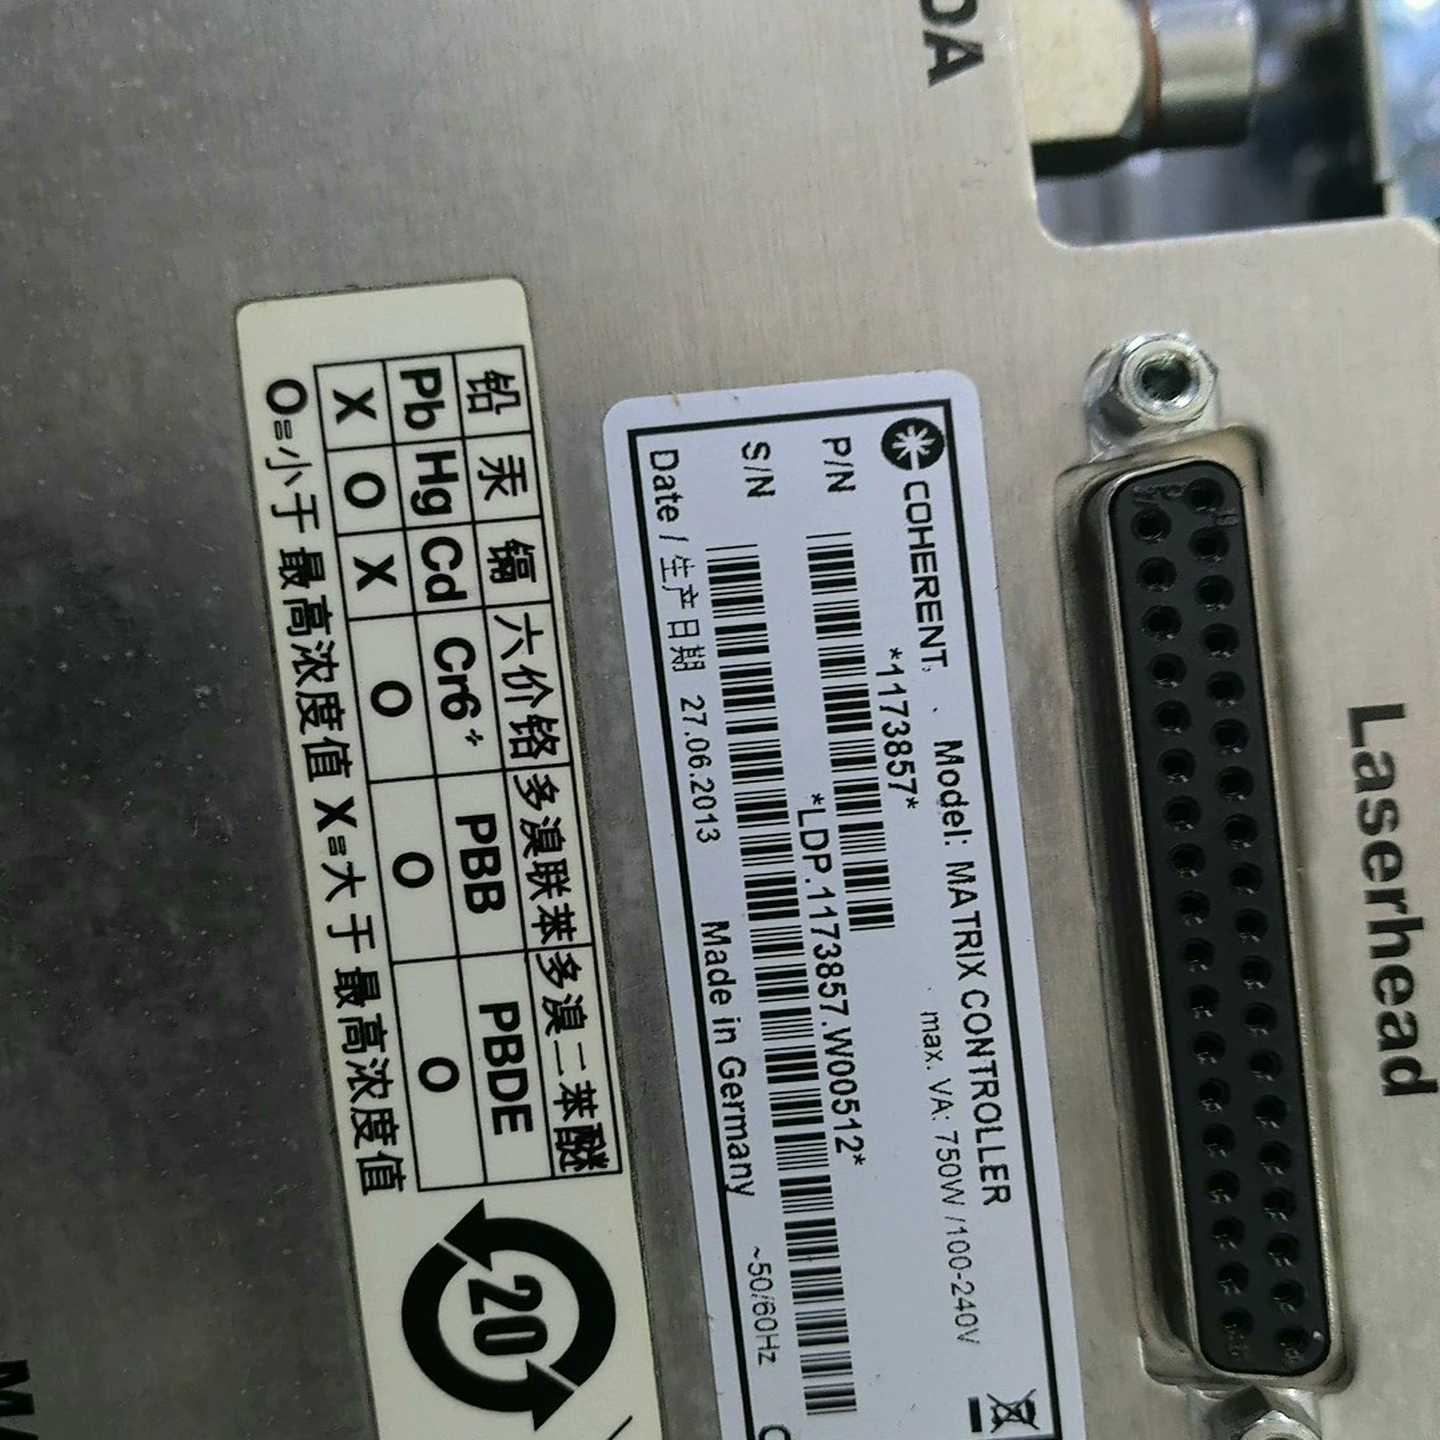 COHERENT. Model: MATRIX CONTROLLER
max. VA: 750W /100-240V
*1173857*
P/N
*LDP.1173857.W00512*
S/N
Date / 生产日期 27.06.2013 Made in Germany ~50/60Hz
铅 汞 镉 六价铬 多溴联苯 多溴二苯醚
Pb Hg Cd Cr6+ PBB PBDE
X O X O O O
O=小于最高浓度值 X=大于最高浓度值
20
Laserhead